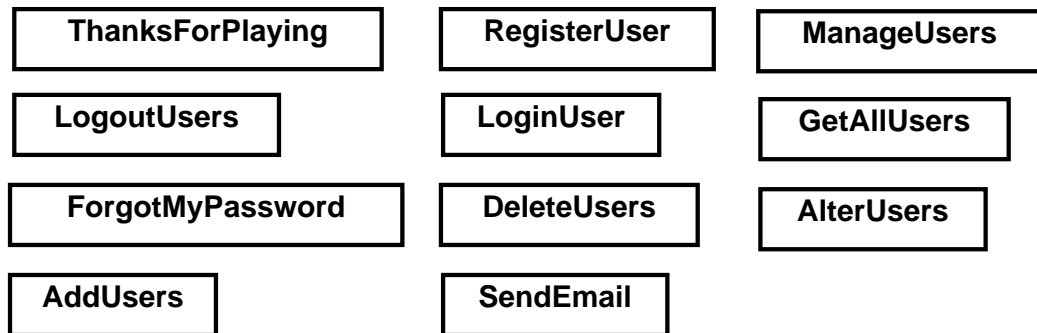 ThanksForPlaying
RegisterUser
ManageUsers
LogoutUsers
LoginUser
GetAllUsers
ForgotMyPassword
DeleteUsers
AlterUsers
AddUsers
SendEmail